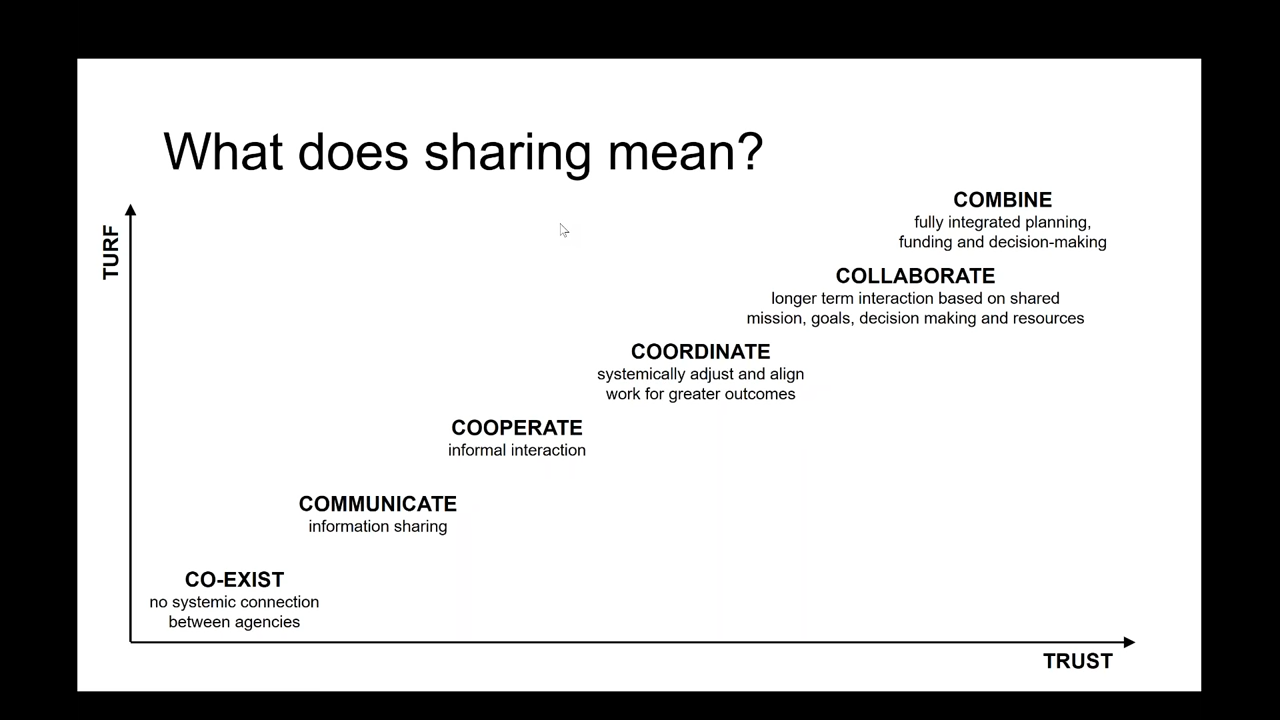 What does sharing mean?
TURF
COMBINE
fully integrated planning,
funding and decision-making
COLLABORATE
longer term interaction based on shared
mission, goals, decision making and resources
COORDINATE
systemically adjust and align
work for greater outcomes
COOPERATE
informal interaction
COMMUNICATE
information sharing
CO-EXIST
no systemic connection
between agencies
TRUST